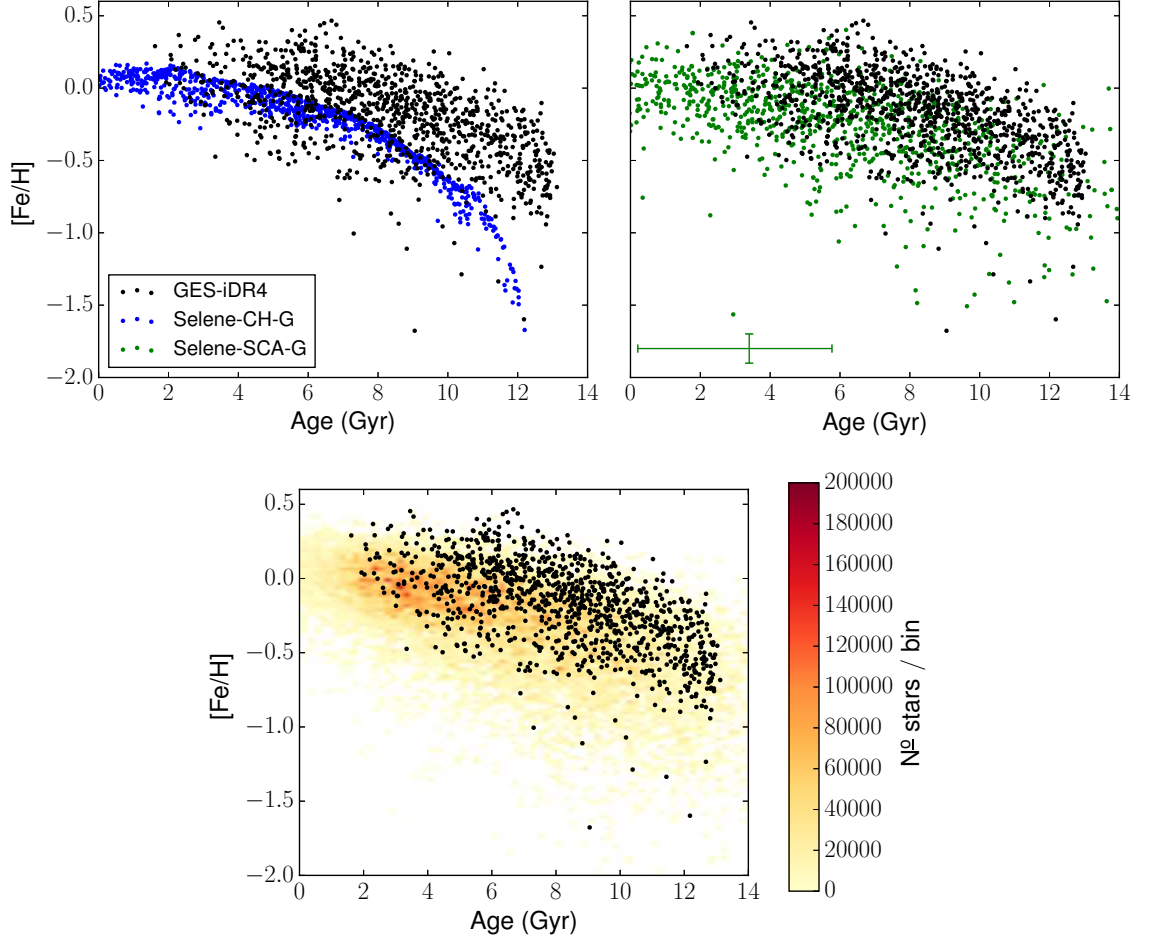 0.5
0.0
−0.5
−1.0
−1.5
−2.0
[Fe/H]
GES-iDR4
Selene-CH-G
Selene-SCA-G
0 2 4 6 8 10 12 14
Age (Gyr)
0 2 4 6 8 10 12 14
Age (Gyr)
0.5
0.0
−0.5
−1.0
−1.5
−2.0
[Fe/H]
0 2 4 6 8 10 12 14
Age (Gyr)
200000
180000
160000
140000
120000
100000
80000
60000
40000
20000
0
Nº stars / bin